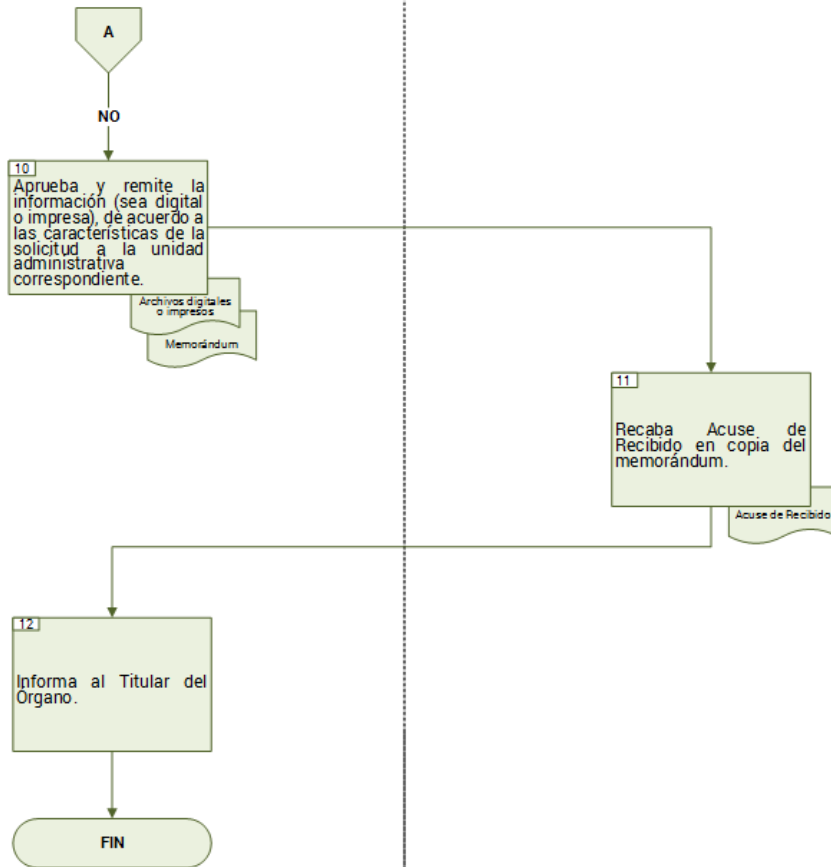 A
NO
10
Aprueba y remite la
información (sea digital
o impresa), de acuerdo a
las características de la
solicitud a la unidad
administrativa
correspondiente.
Archivos digitales
o impresos
Memorándum
11
Recaba Acuse de
Recibido en copia del
memorándum.
Acuse de Recibido
12
Informa al Titular del
Órgano.
FIN